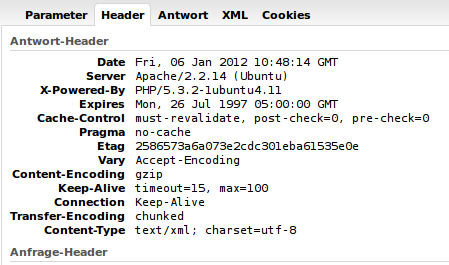 Parameter Header Antwort XML Cookies
Antwort-Header
Date Fri, 06 Jan 2012 10:48:14 GMT
Server Apache/2.2.14 (Ubuntu)
X-Powered-By PHP/5.3.2-1ubuntu4.11
Expires Mon, 26 Jul 1997 05:00:00 GMT
Cache-Control must-revalidate, post-check=0, pre-check=0
Pragma no-cache
Etag 2586573a6a073e2cdc301eba61535e0e
Vary Accept-Encoding
Content-Encoding gzip
Keep-Alive timeout=15, max=100
Connection Keep-Alive
Transfer-Encoding chunked
Content-Type text/xml; charset=utf-8
Anfrage-Header